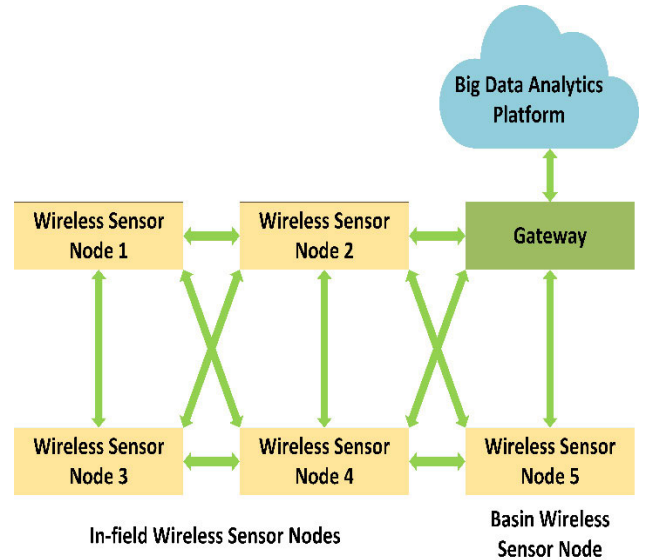 Big Data Analytics
Platform
Wireless Sensor
Node 1
Wireless Sensor
Node 2
Gateway
Wireless Sensor
Node 3
Wireless Sensor
Node 4
Wireless Sensor
Node 5
In-field Wireless Sensor Nodes
Basin Wireless
Sensor Node